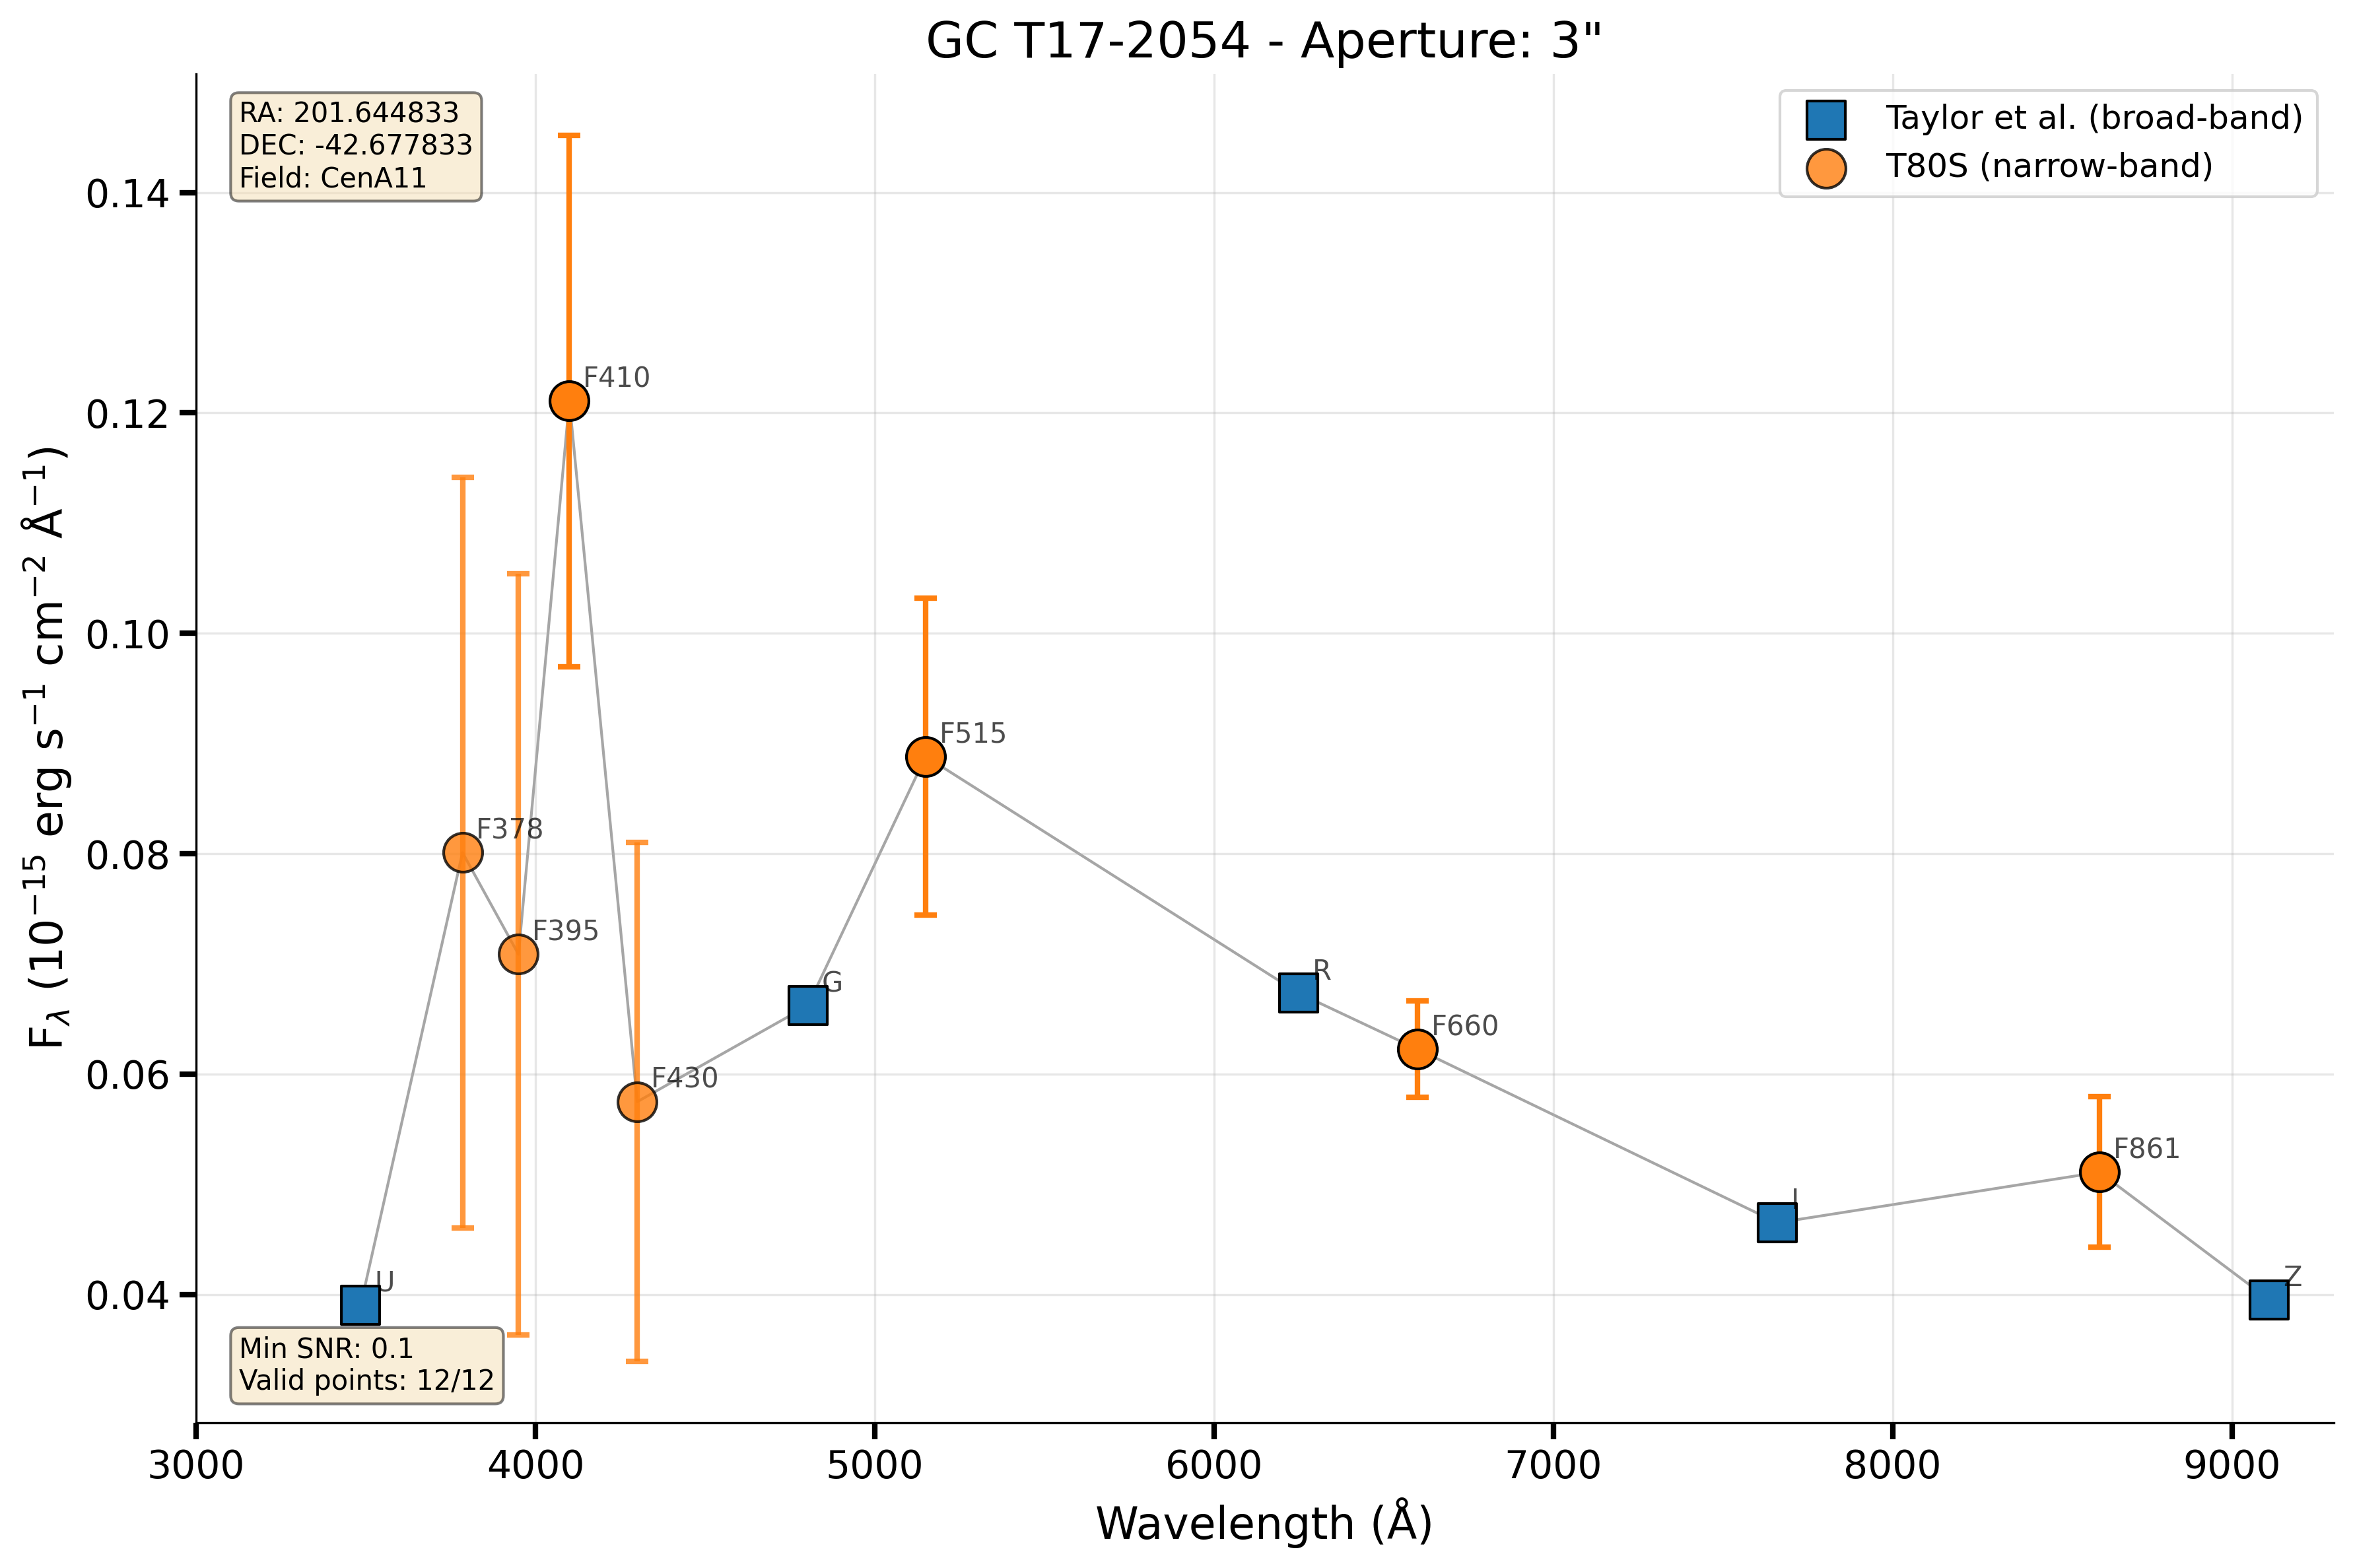 GC T17-2054 - Aperture: 3"
RA: 201.644833
DEC: -42.677833
Field: CenA11
Taylor et al. (broad-band)
T80S (narrow-band)
F$_\lambda$ (10$^{-15}$ erg s$^{-1}$ cm$^{-2}$ Å$^{-1}$)
0.14
0.12
0.10
0.08
0.06
0.04
F410
F378
F395
F430
F515
G
R
F660
I
F861
U
Z
Min SNR: 0.1
Valid points: 12/12
3000 4000 5000 6000 7000 8000 9000
Wavelength (Å)